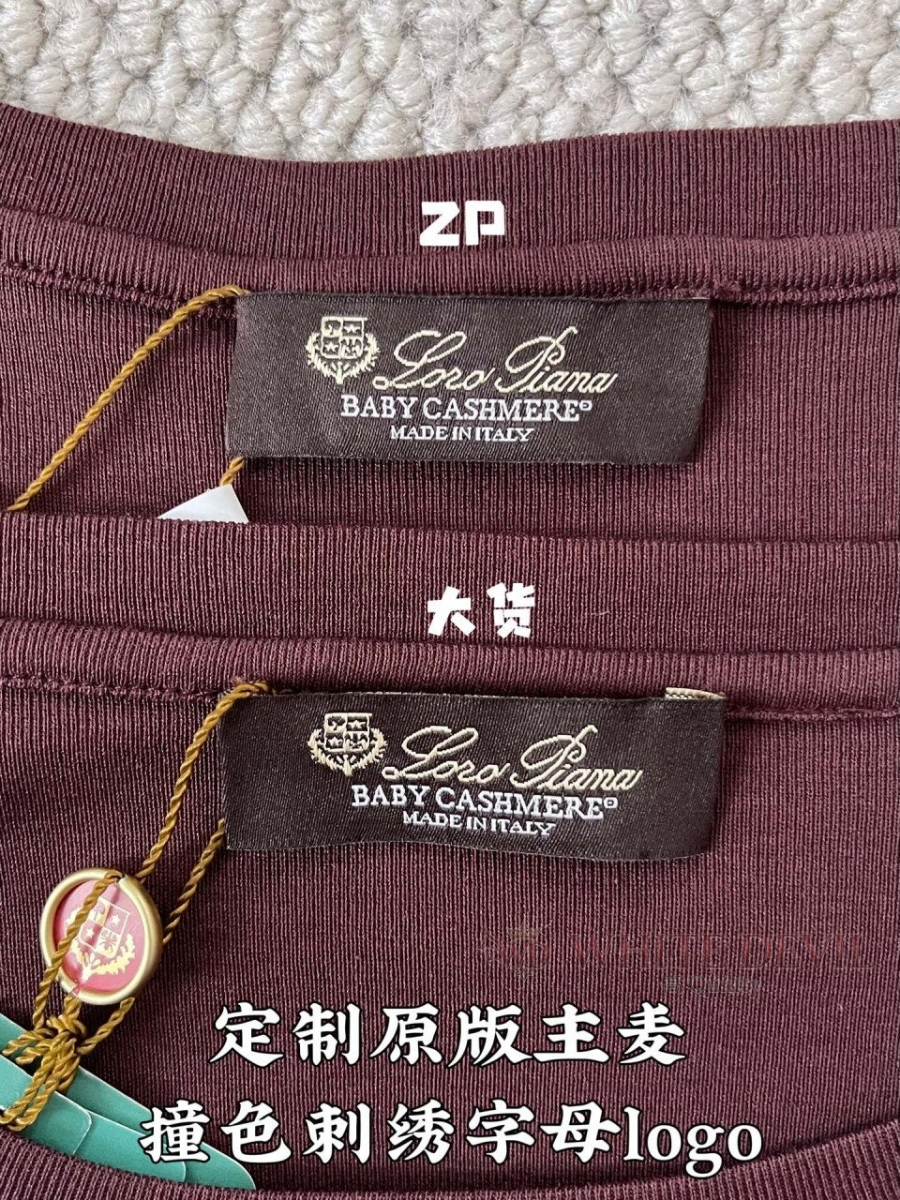 ZP
Loro Piana
BABY CASHMERE®
MADE IN ITALY
大货
Loro Piana
BABY CASHMERE®
MADE IN ITALY
定制原版主麦
撞色刺绣字母logo